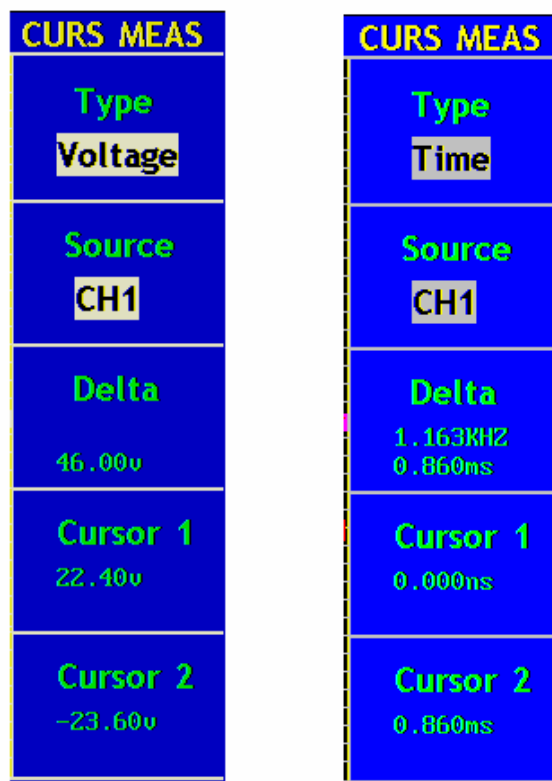 CURS MEAS
Type
Voltage
Source
CH1
Delta
46.00v
Cursor 1
22.40v
Cursor 2
-23.60v
CURS MEAS
Type
Time
Source
CH1
Delta
1.163KHZ
0.860ms
Cursor 1
0.000ns
Cursor 2
0.860ms